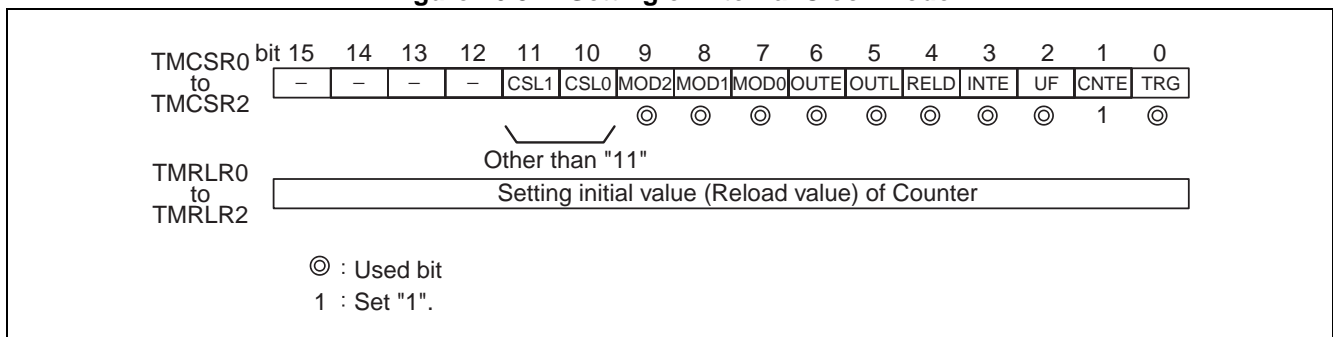 bit 15 14 13 12 11 10 9 8 7 6 5 4 3 2 1 0
TMCSR0
to
TMCSR2
– – – – CSL1 CSL0 MOD2 MOD1 MOD0 OUTE OUTL RELD INTE UF CNTE TRG
◎ ◎ ◎ ◎ ◎ ◎ ◎ ◎ 1 ◎
Other than "11"
TMRLR0
to
TMRLR2
Setting initial value (Reload value) of Counter
◎ : Used bit
1 : Set "1".